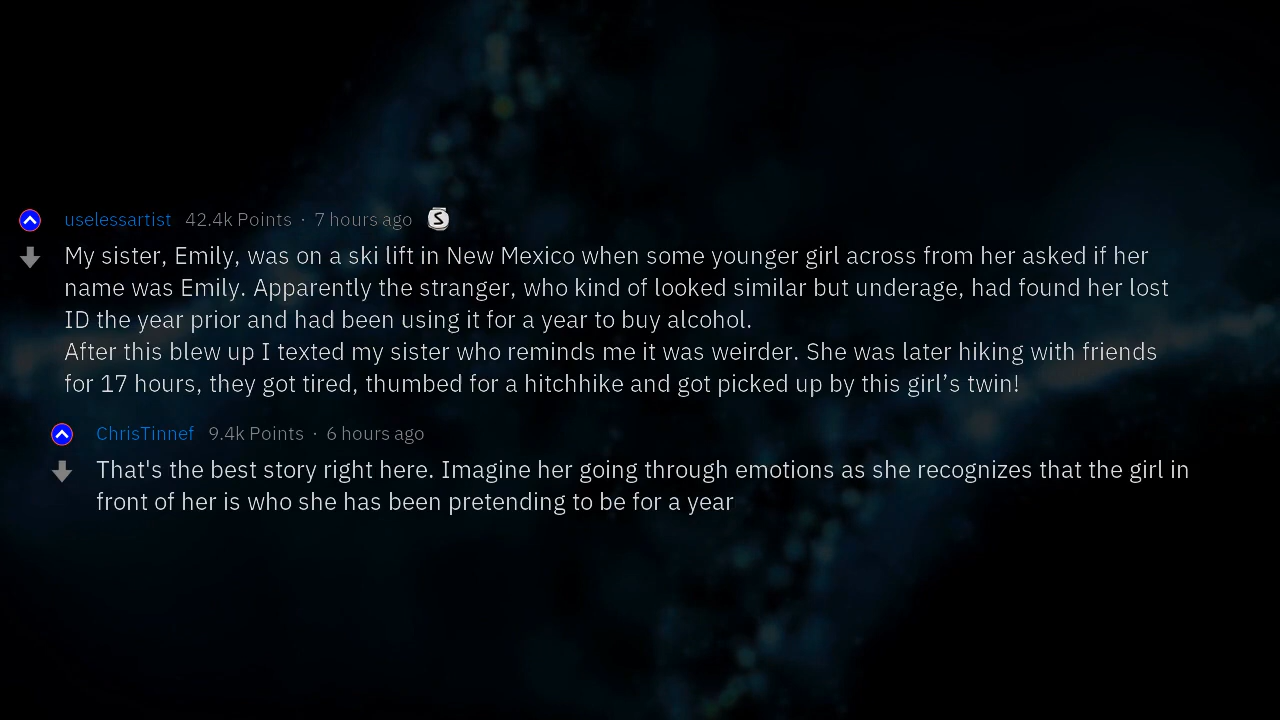 uselessartist 42.4k Points · 7 hours ago S
My sister, Emily, was on a ski lift in New Mexico when some younger girl across from her asked if her
name was Emily. Apparently the stranger, who kind of looked similar but underage, had found her lost
ID the year prior and had been using it for a year to buy alcohol.
After this blew up I texted my sister who reminds me it was weirder. She was later hiking with friends
for 17 hours, they got tired, thumbed for a hitchhike and got picked up by this girl’s twin!
ChrisTinnef 9.4k Points · 6 hours ago
That's the best story right here. Imagine her going through emotions as she recognizes that the girl in
front of her is who she has been pretending to be for a year